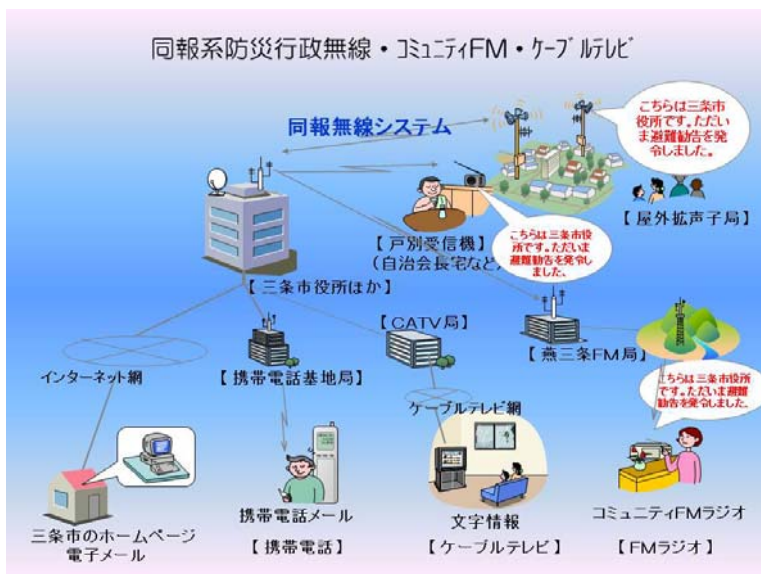 同報系防災行政無線・コミュニティFM・ケーブルテレビ
同報無線システム
こちらは三条市
役所です。ただい
ま避難勧告を発
令しました。
【屋外拡声子局】
【戸別受信機】
(自治会長宅など)
こちらは三条市役
所です。ただいま
避難勧告を発令し
ました、
【三条市役所ほか】
【CATV局】
【燕三条FM局】
インターネット網
【携帯電話基地局】
こちらは三条市役所
です。ただいま避難
勧告を発令しました、
ケーブルテレビ網
三条市のホームページ
電子メール
携帯電話メール
【携帯電話】
文字情報
【ケーブルテレビ】
コミュニティFMラジオ
【FMラジオ】